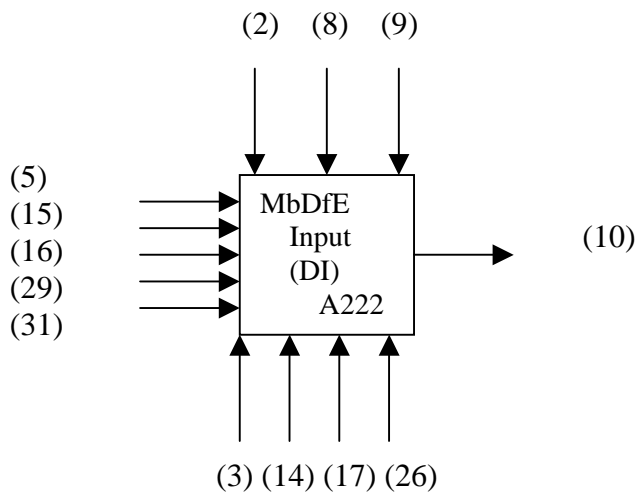 (2) (8) (9)
(5)
(15)
(16)
(29)
(31)
MbDfE
Input
(DI)
A222
(10)
(3) (14) (17) (26)